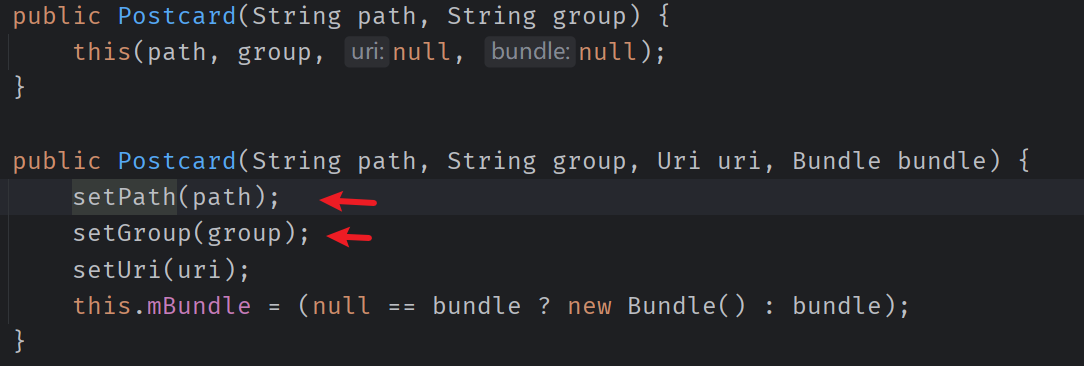 public Postcard(String path, String group) {
    this(path, group, uri: null, bundle: null);
}
public Postcard(String path, String group, Uri uri, Bundle bundle) {
    setPath(path);
    setGroup(group);
    setUri(uri);
    this.mBundle = (null == bundle ? new Bundle() : bundle);
}